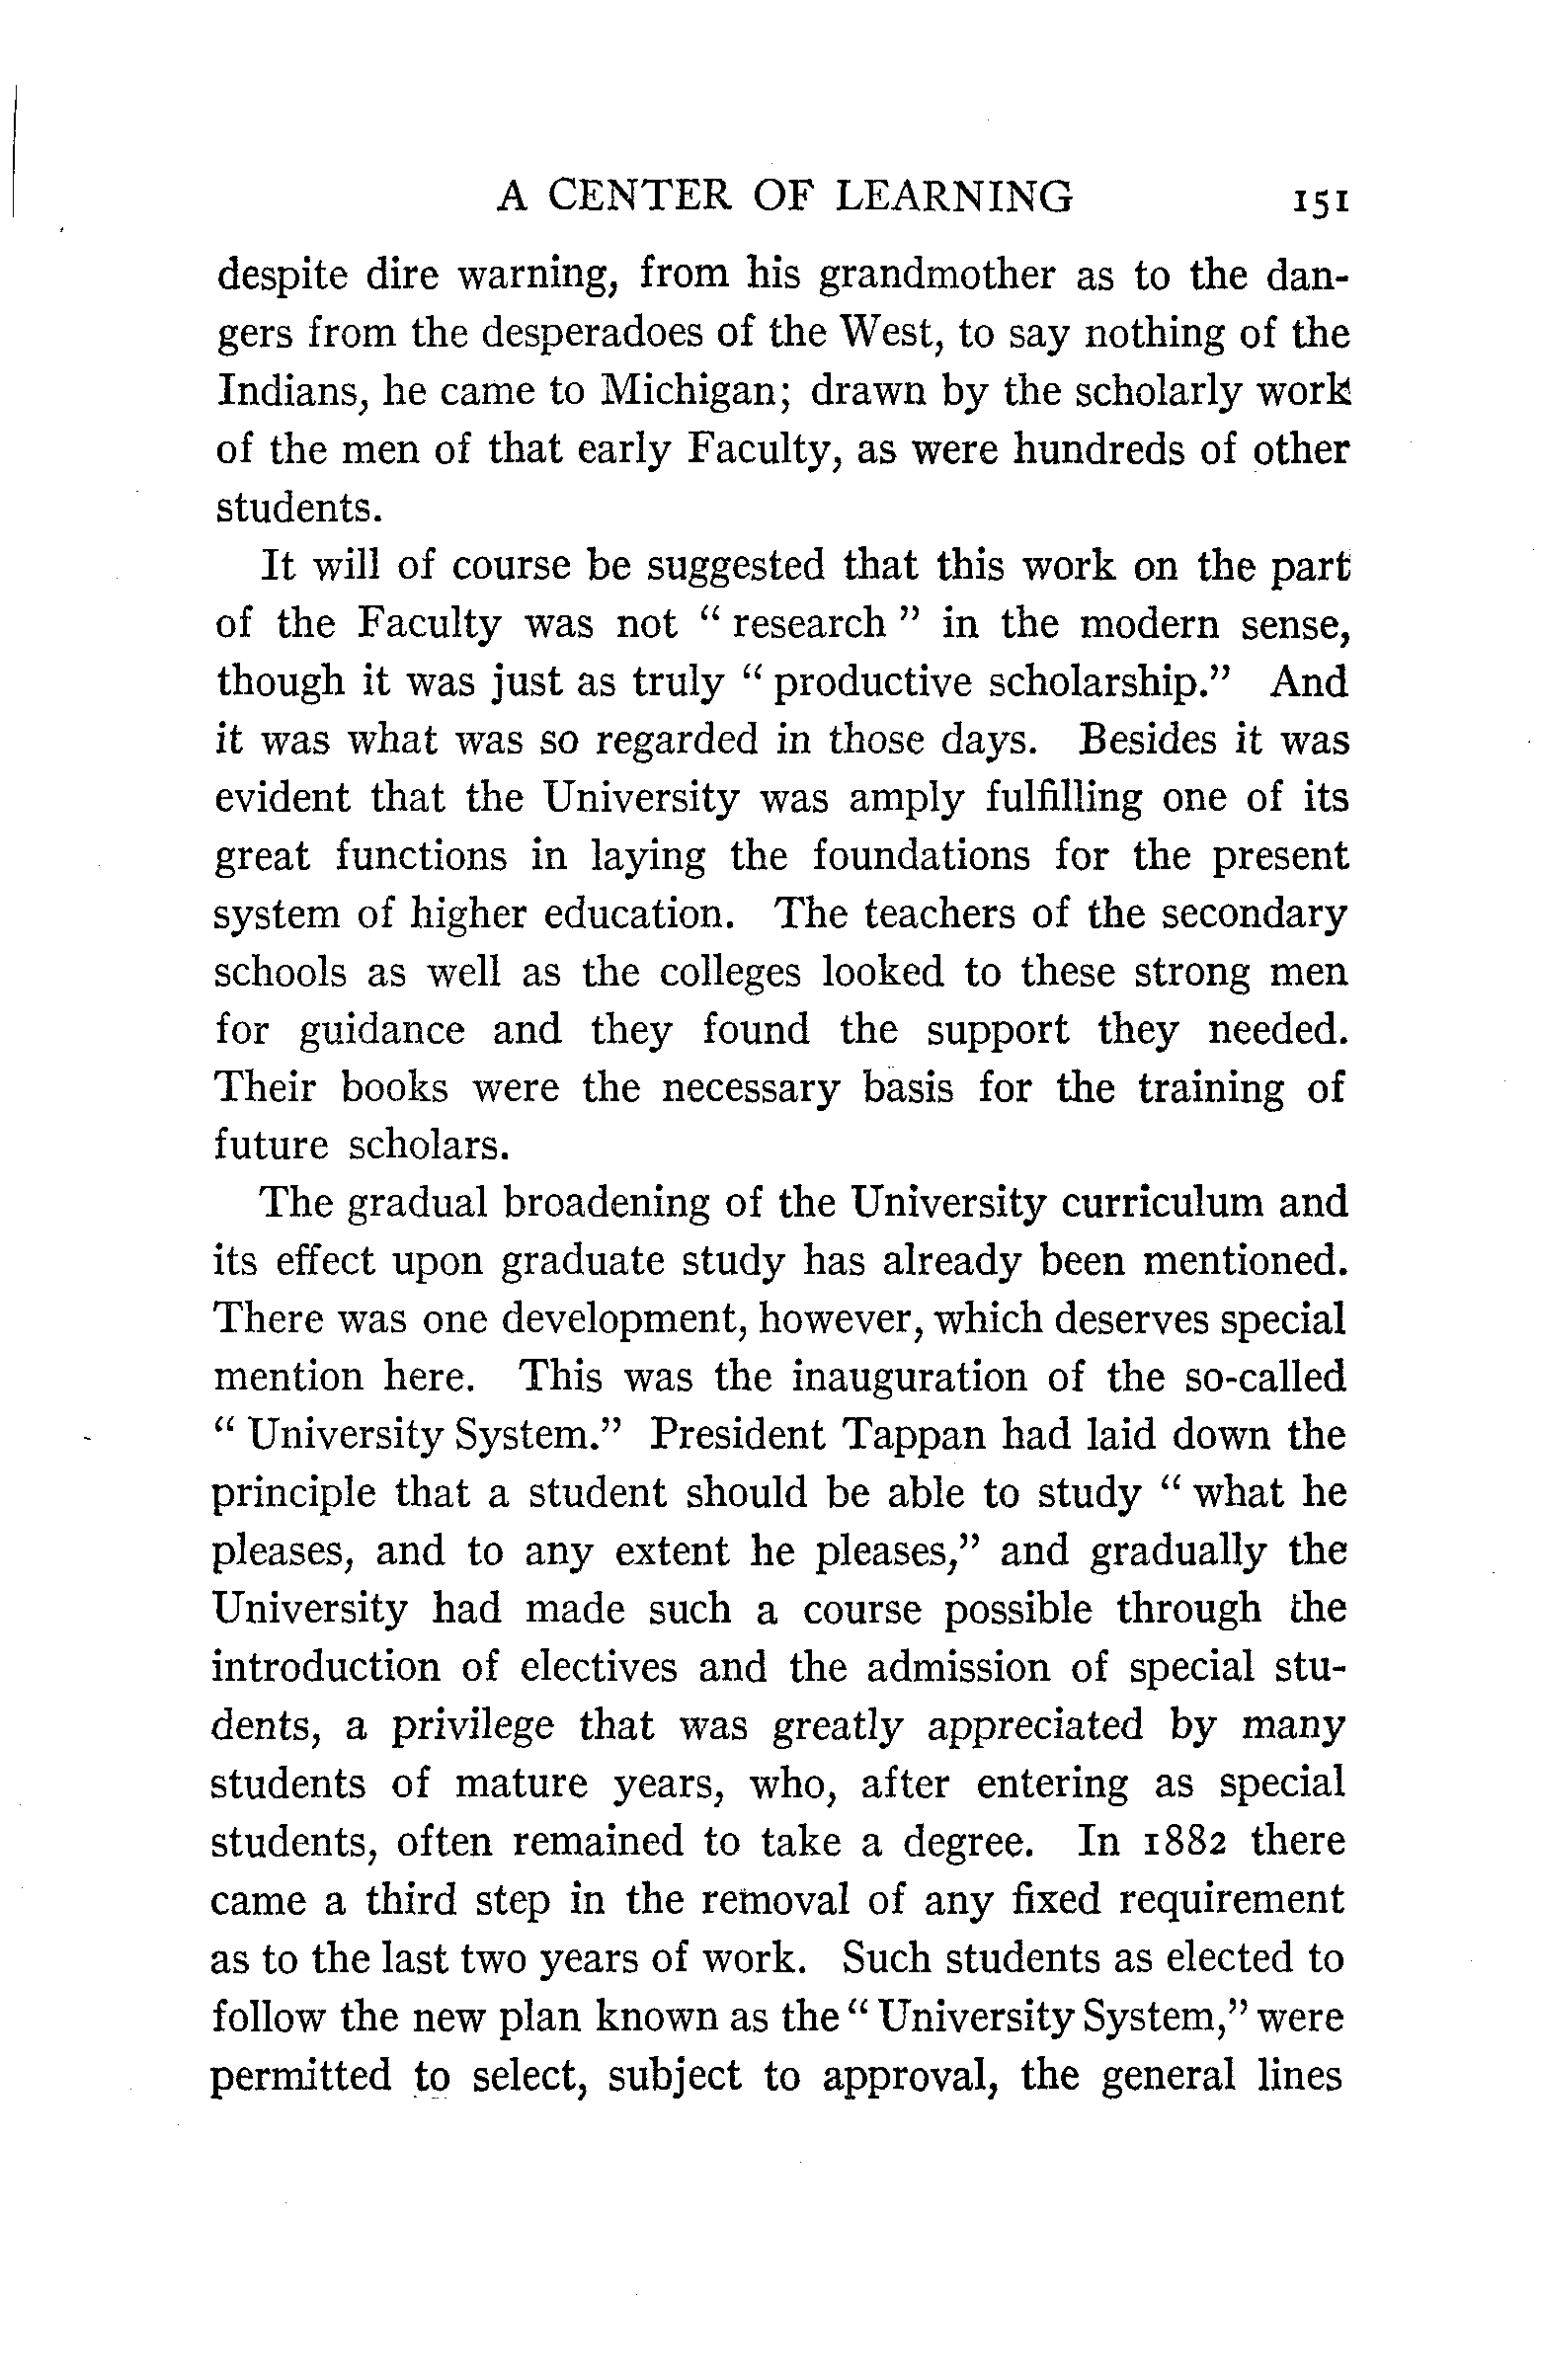 A CENTER OF LEARNING 151
despite dire warning, from his grandmother as to the dan-
gers from the desperadoes of the West, to say nothing of the
Indians, he came to Michigan; drawn by the scholarly work
of the men of that early Faculty, as were hundreds of other
students.
It will of course be suggested that this work on the part
of the Faculty was not “ research ” in the modern sense,
though it was just as truly “ productive scholarship.” And
it was what was so regarded in those days. Besides it was
evident that the University was amply fulfilling one of its
great functions in laying the foundations for the present
system of higher education. The teachers of the secondary
schools as well as the colleges looked to these strong men
for guidance and they found the support they needed.
Their books were the necessary basis for the training of
future scholars.
The gradual broadening of the University curriculum and
its effect upon graduate study has already been mentioned.
There was one development, however, which deserves special
mention here. This was the inauguration of the so-called
“ University System.” President Tappan had laid down the
principle that a student should be able to study “ what he
pleases, and to any extent he pleases,” and gradually the
University had made such a course possible through the
introduction of electives and the admission of special stu-
dents, a privilege that was greatly appreciated by many
students of mature years, who, after entering as special
students, often remained to take a degree. In 1882 there
came a third step in the removal of any fixed requirement
as to the last two years of work. Such students as elected to
follow the new plan known as the “ University System,” were
permitted to select, subject to approval, the general lines